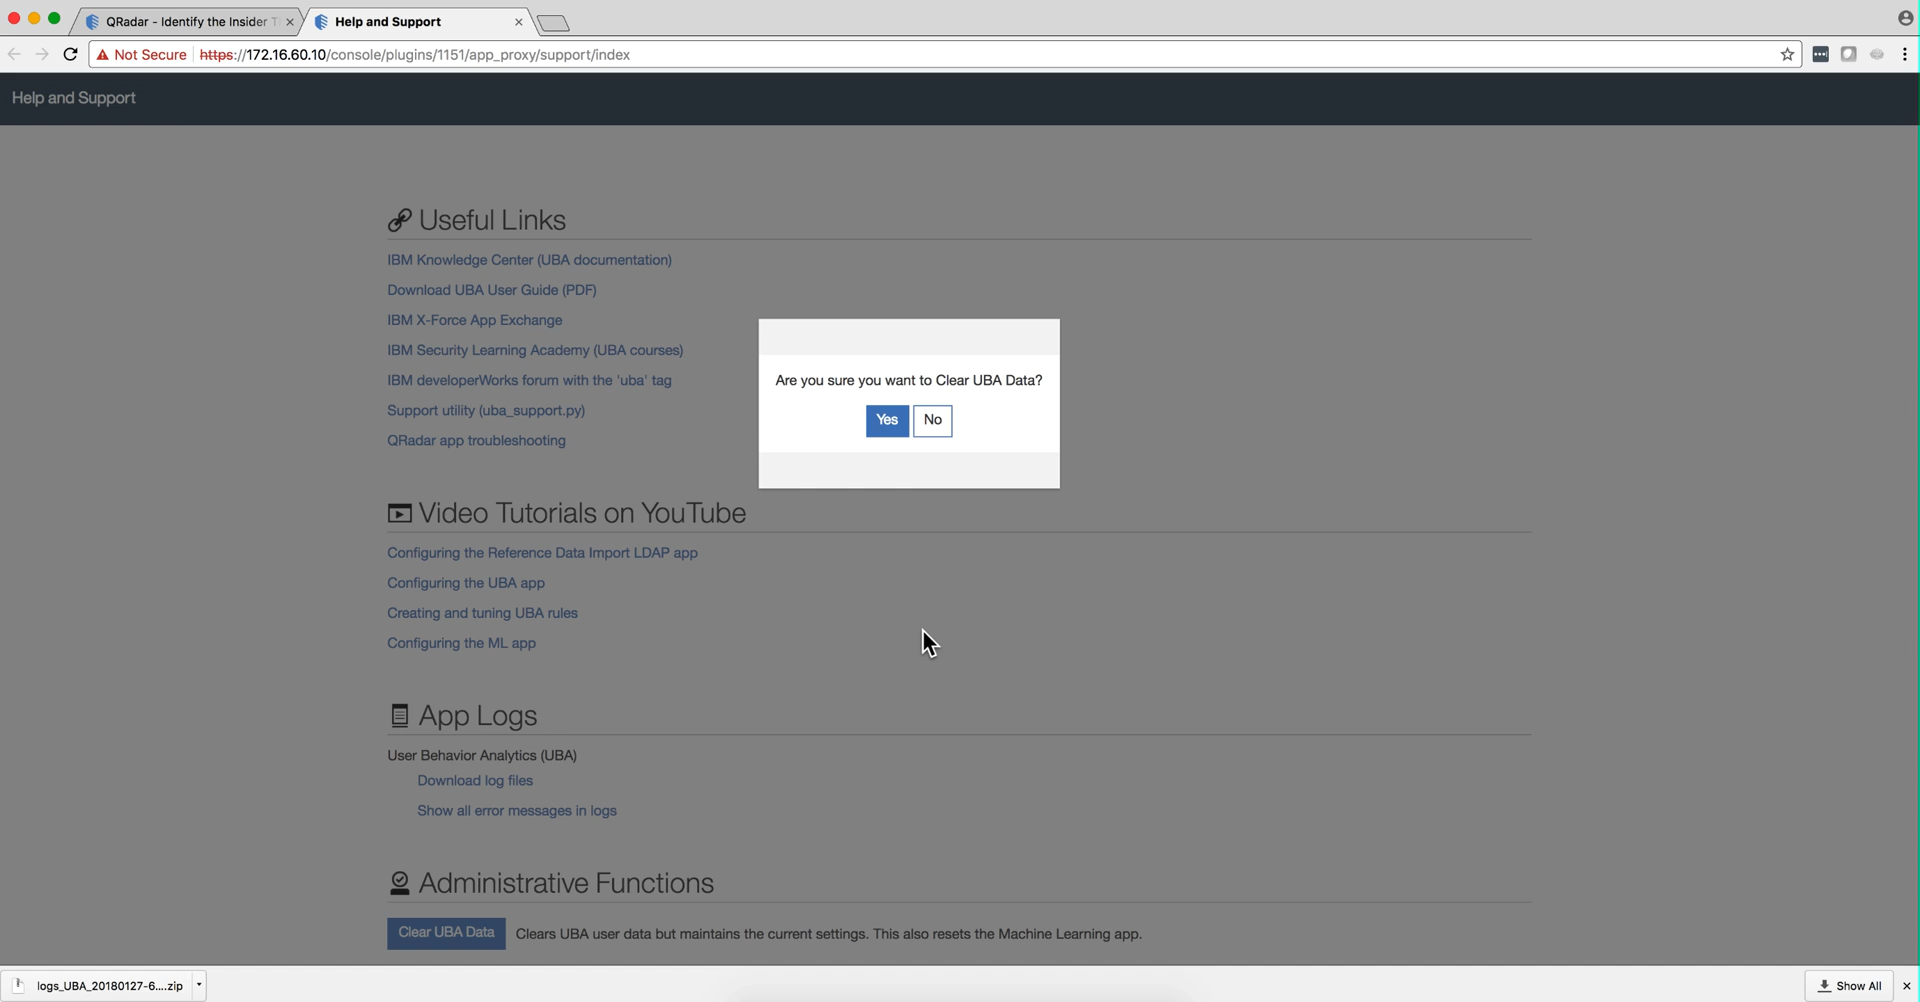 QRadar - Identify the Insider T
Help and Support
Not Secure https://172.16.60.10/console/plugins/1151/app_proxy/support/index
Help and Support
Useful Links
IBM Knowledge Center (UBA documentation)
Download UBA User Guide (PDF)
IBM X-Force App Exchange
IBM Security Learning Academy (UBA courses)
IBM developerWorks forum with the 'uba' tag
Support utility (uba_support.py)
QRadar app troubleshooting
Are you sure you want to Clear UBA Data?
Yes No
Video Tutorials on YouTube
Configuring the Reference Data Import LDAP app
Configuring the UBA app
Creating and tuning UBA rules
Configuring the ML app
App Logs
User Behavior Analytics (UBA)
Download log files
Show all error messages in logs
Administrative Functions
Clear UBA Data Clears UBA user data but maintains the current settings. This also resets the Machine Learning app.
logs_UBA_20180127-6....zip
Show All